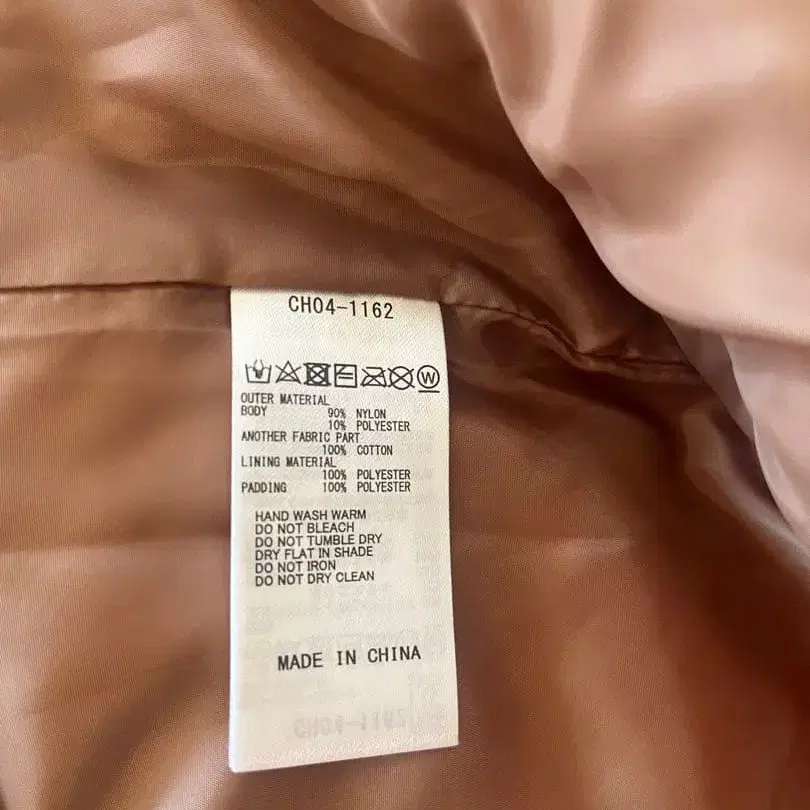 CH04-1162
W
OUTER MATERIAL
BODY 90% NYLON
10% POLYESTER
ANOTHER FABRIC PART
100% COTTON
LINING MATERIAL
100% POLYESTER
PADDING 100% POLYESTER
HAND WASH WARM
DO NOT BLEACH
DO NOT TUMBLE DRY
DRY FLAT IN SHADE
DO NOT IRON
DO NOT DRY CLEAN
MADE IN CHINA
CH04-1162